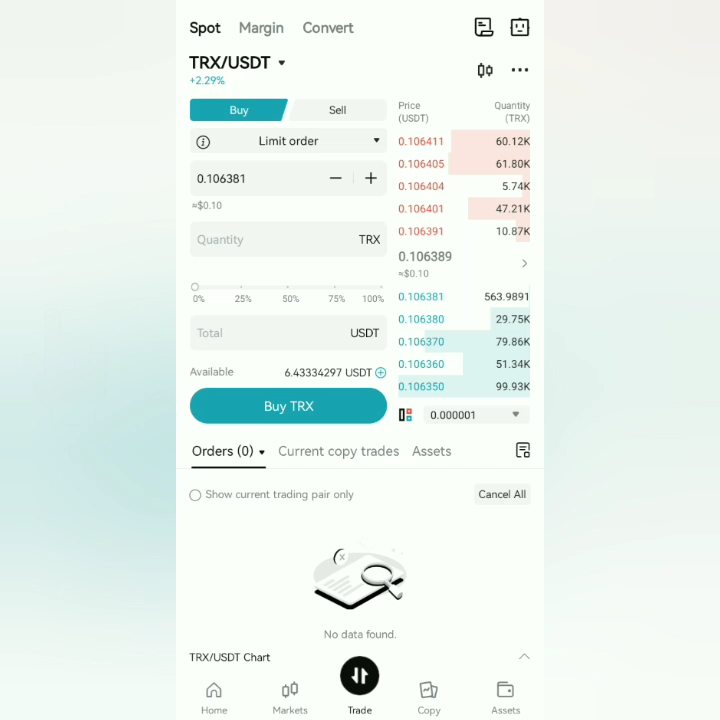 Spot Margin Convert
TRX/USDT
+2.29%
Buy Sell
Limit order
0.106381
≈$0.10
Quantity TRX
0% 25% 50% 75% 100%
Total USDT
Available 6.43334297 USDT
Buy TRX
Price Quantity
(USDT) (TRX)
0.106411 60.12K
0.106405 61.80K
0.106404 5.74K
0.106401 47.21K
0.106391 10.87K
0.106389
≈$0.10
0.106381 563.9891
0.106380 29.75K
0.106370 79.86K
0.106360 51.34K
0.106350 99.93K
0.000001
Orders (0) Current copy trades Assets
Show current trading pair only Cancel All
No data found.
TRX/USDT Chart
Home Markets Trade Copy Assets